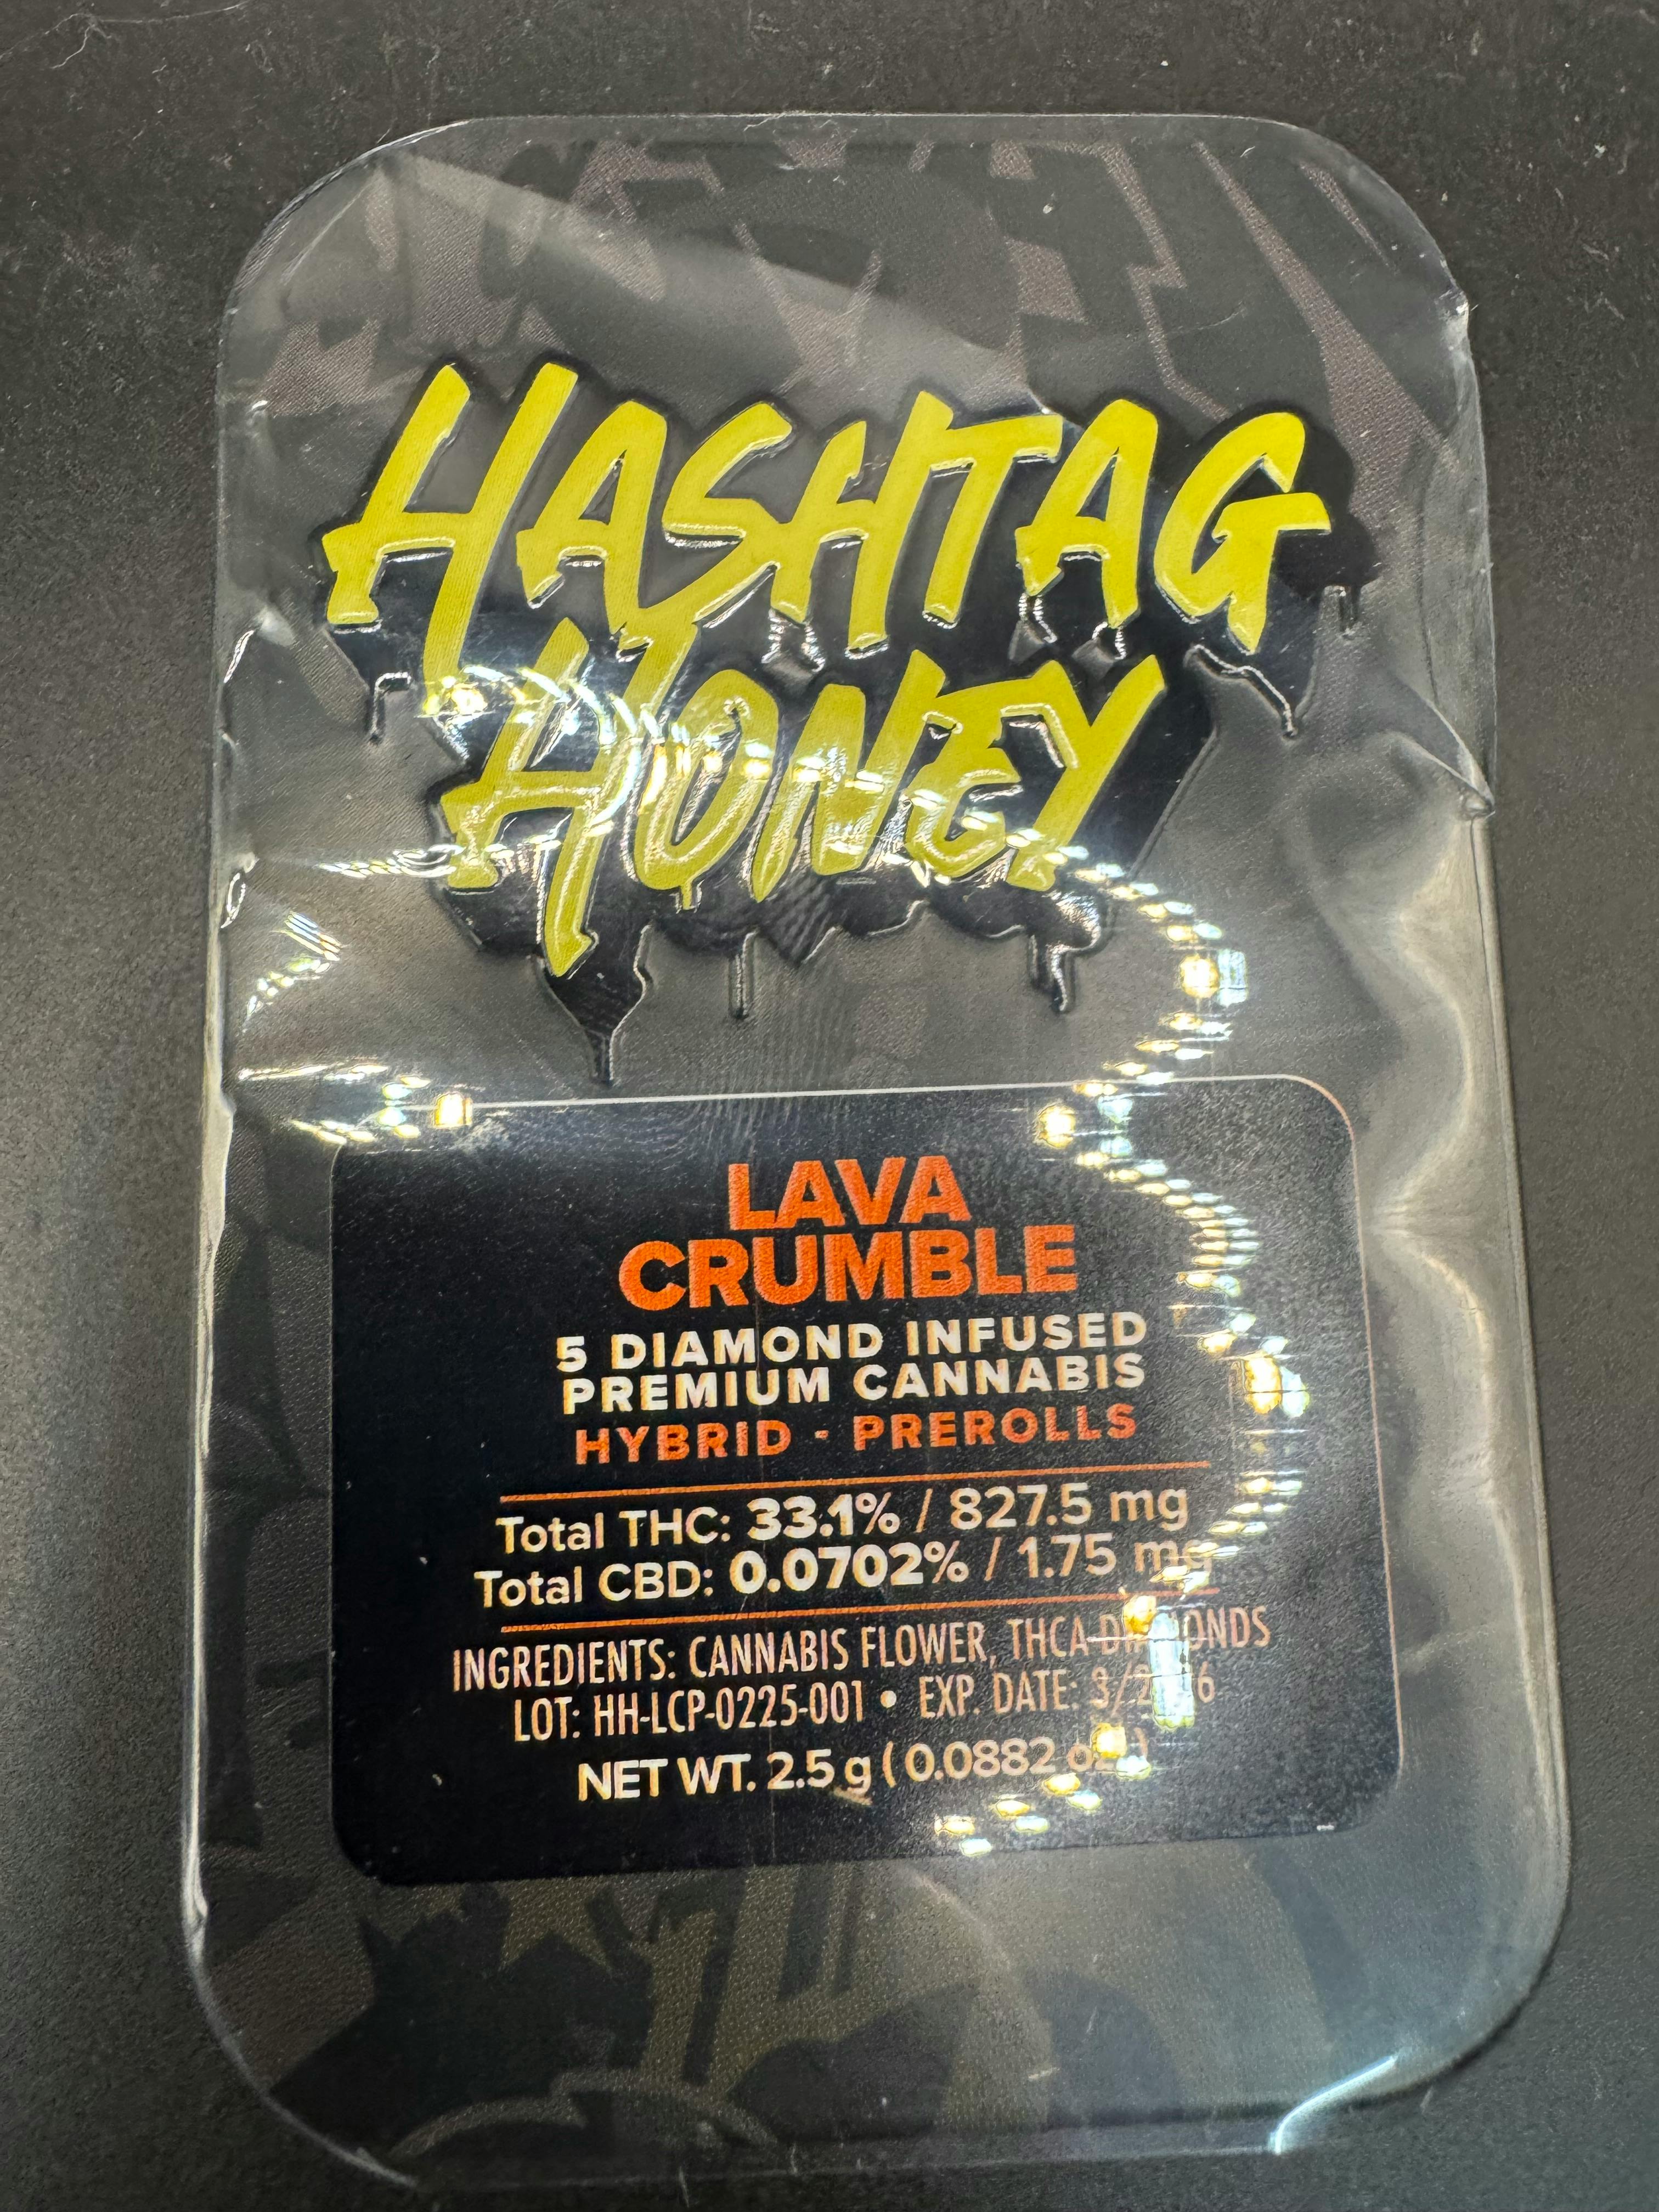 HASHTAG
HONEY
LAVA
CRUMBLE
5 DIAMOND INFUSED
PREMIUM CANNABIS
HYBRID - PREROLLS
Total THC: 33.1% / 827.5 mg
Total CBD: 0.0702% / 1.75 mg
INGREDIENTS: CANNABIS FLOWER, THCA-DIAMONDS
LOT: HH-LCP-0225-001 • EXP. DATE:
NET WT. 2.5 g ( 0.0882 oz. )